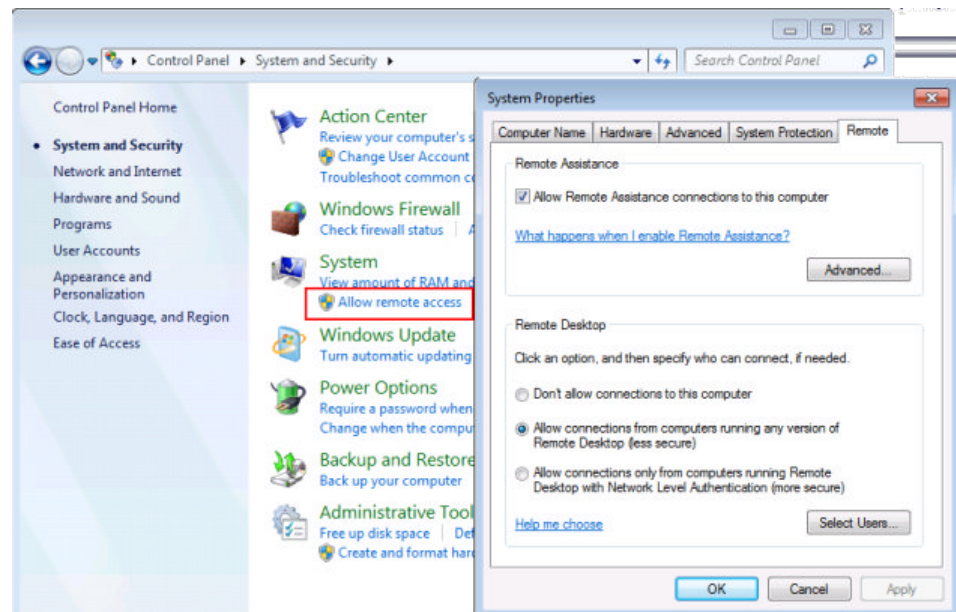 Control Panel
System and Security
Search Control Panel
Control Panel Home
System and Security
Network and Internet
Hardware and Sound
Programs
User Accounts
Appearance and
Personalization
Clock, Language, and Region
Ease of Access
Action Center
Review your computer's
Change User Account
Troubleshoot common
Windows Firewall
Check firewall status
System
View amount of RAM and
Allow remote access
Windows Update
Turn automatic updating
Power Options
Require a password when
Change when the compu
Backup and Restore
Back up your computer
Administrative Tool
Free up disk space
Create and format hard
System Properties
Computer Name
Hardware
Advanced
System Protection
Remote
Remote Assistance
Allow Remote Assistance connections to this computer
What happens when I enable Remote Assistance?
Advanced...
Remote Desktop
Click an option, and then specify who can connect, if needed.
Don't allow connections to this computer
Allow connections from computers running any version of
Remote Desktop (less secure)
Allow connections only from computers running Remote
Desktop with Network Level Authentication (more secure)
Help me choose
Select Users...
OK
Cancel
Apply